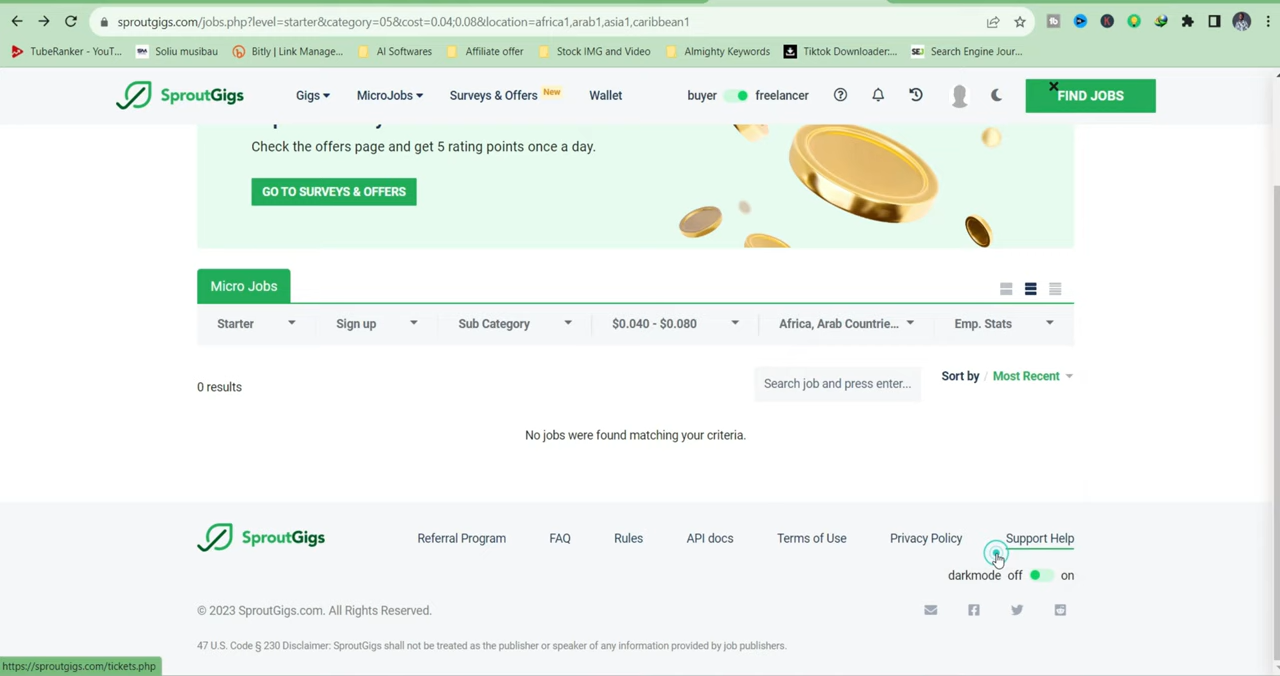 sproutgigs.com/jobs.php?level=starter&category=05&cost=0.04;0.08&location=africa1,arab1,asia1,caribbean1
TubeRanker - YouT... Soliu musibau Bitly | Link Manage... AI Softwares Affiliate offer Stock IMG and Video Almighty Keywords Tiktok Downloader:... SEJ Search Engine Jour...
SproutGigs Gigs MicroJobs Surveys & Offers New Wallet buyer freelancer FIND JOBS
Check the offers page and get 5 rating points once a day.
GO TO SURVEYS & OFFERS
Micro Jobs
Starter Sign up Sub Category $0.040 - $0.080 Africa, Arab Countrie... Emp. Stats
0 results Search job and press enter... Sort by / Most Recent
No jobs were found matching your criteria.
SproutGigs Referral Program FAQ Rules API docs Terms of Use Privacy Policy Support Help
darkmode off on
© 2023 SproutGigs.com. All Rights Reserved.
47 U.S. Code § 230 Disclaimer: SproutGigs shall not be treated as the publisher or speaker of any information provided by job publishers.
https://sproutgigs.com/tickets.php